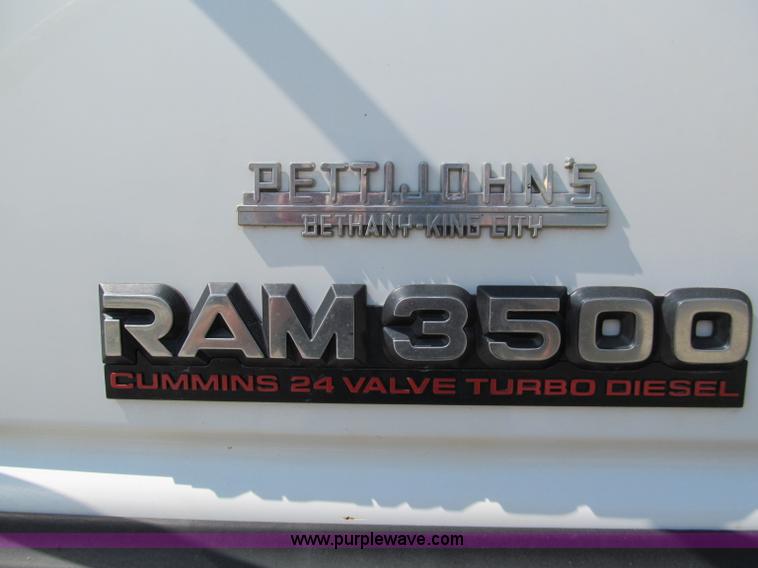 PETTIJOHN'S
BETHANY-KING CITY
RAM 3500
CUMMINS 24 VALVE TURBO DIESEL
www.purplewave.com